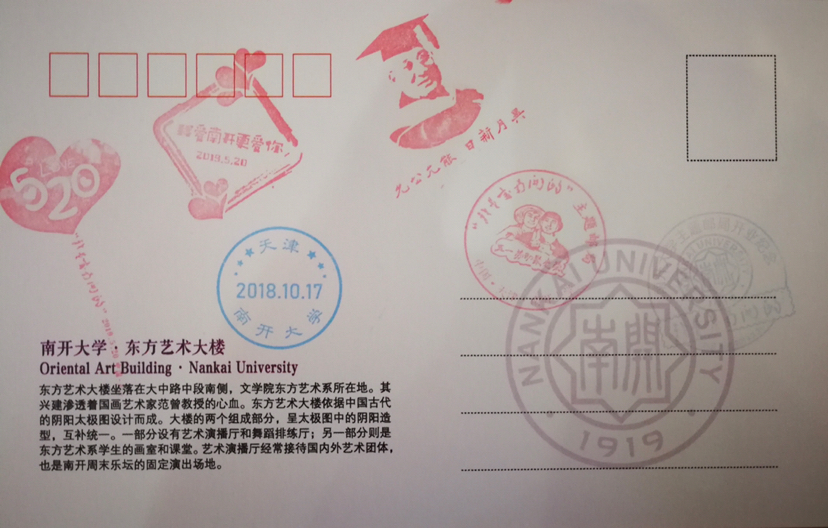 我爱南开更爱你
2019.5.20
允公允能 日新月异
520
天津
2018.10.17
南开大学
主题邮局
NANKAI UNIVERSITY
南開
1919
南开大学·东方艺术大楼
Oriental Art Building · Nankai University
东方艺术大楼坐落在大中路中段南侧，文学院东方艺术系所在地。其
兴建渗透着国画艺术家范曾教授的心血。东方艺术大楼依据中国古代
的阴阳太极图设计而成。大楼的两个组成部分，呈太极图中的阴阳造
型，互补统一。一部分设有艺术演播厅和舞蹈排练厅；另一部分则是
东方艺术系学生的画室和课堂。艺术演播厅经常接待国内外艺术团体，
也是南开周末乐坛的固定演出场地。